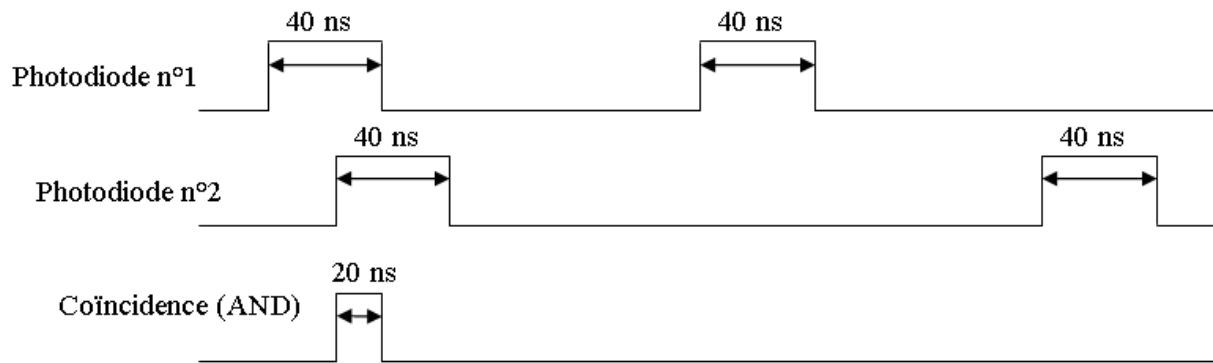 40 ns 40 ns
Photodiode n°1
40 ns 40 ns
Photodiode n°2
20 ns
Coïncidence (AND)